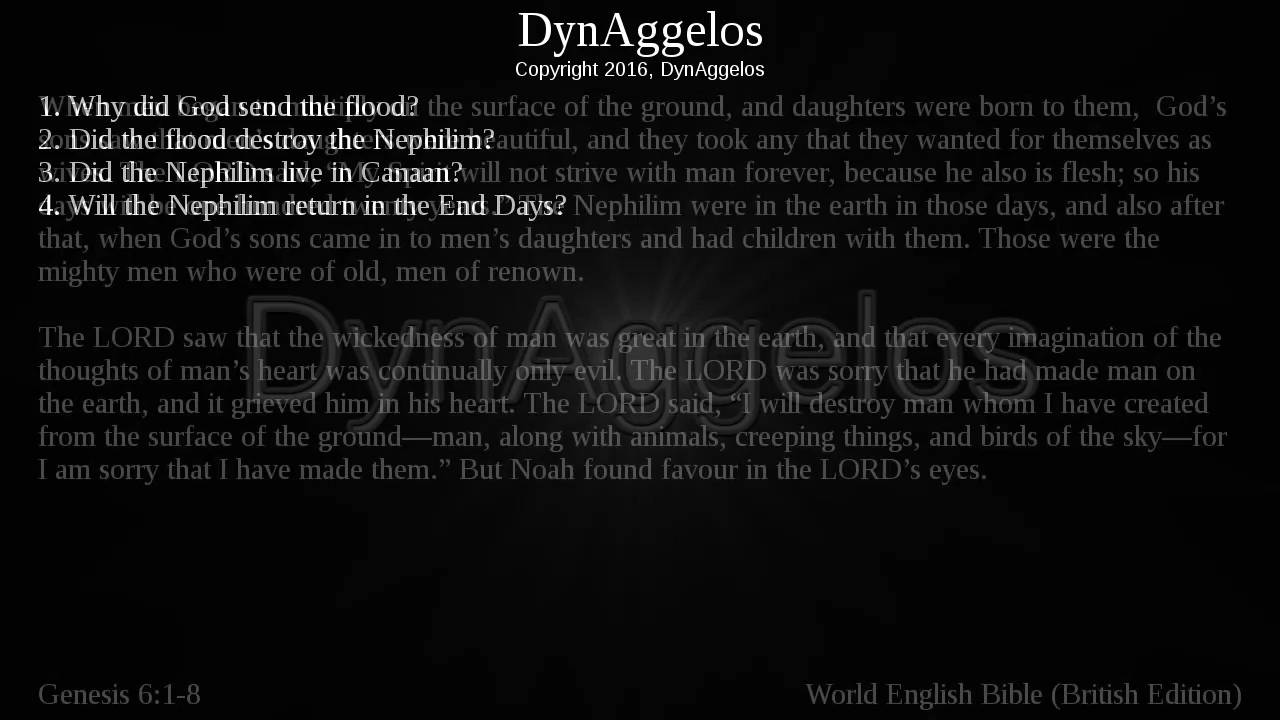 DynAggelos
Copyright 2016, DynAggelos
1. Why did God send the flood?
2. Did the flood destroy the Nephilim?
3. Did the Nephilim live in Canaan?
4. Will the Nephilim return in the End Days?
the surface of the ground, and daughters were born to them, God’s
beautiful, and they took any that they wanted for themselves as
will not strive with man forever, because he also is flesh; so his
The Nephilim were in the earth in those days, and also after
that, when God’s sons came in to men’s daughters and had children with them. Those were the
mighty men who were of old, men of renown.
DynAggelos
The LORD saw that the wickedness of man was great in the earth, and that every imagination of the
thoughts of man’s heart was continually only evil. The LORD was sorry that he had made man on
the earth, and it grieved him in his heart. The LORD said, “I will destroy man whom I have created
from the surface of the ground—man, along with animals, creeping things, and birds of the sky—for
I am sorry that I have made them.” But Noah found favour in the LORD’s eyes.
Genesis 6:1-8
World English Bible (British Edition)